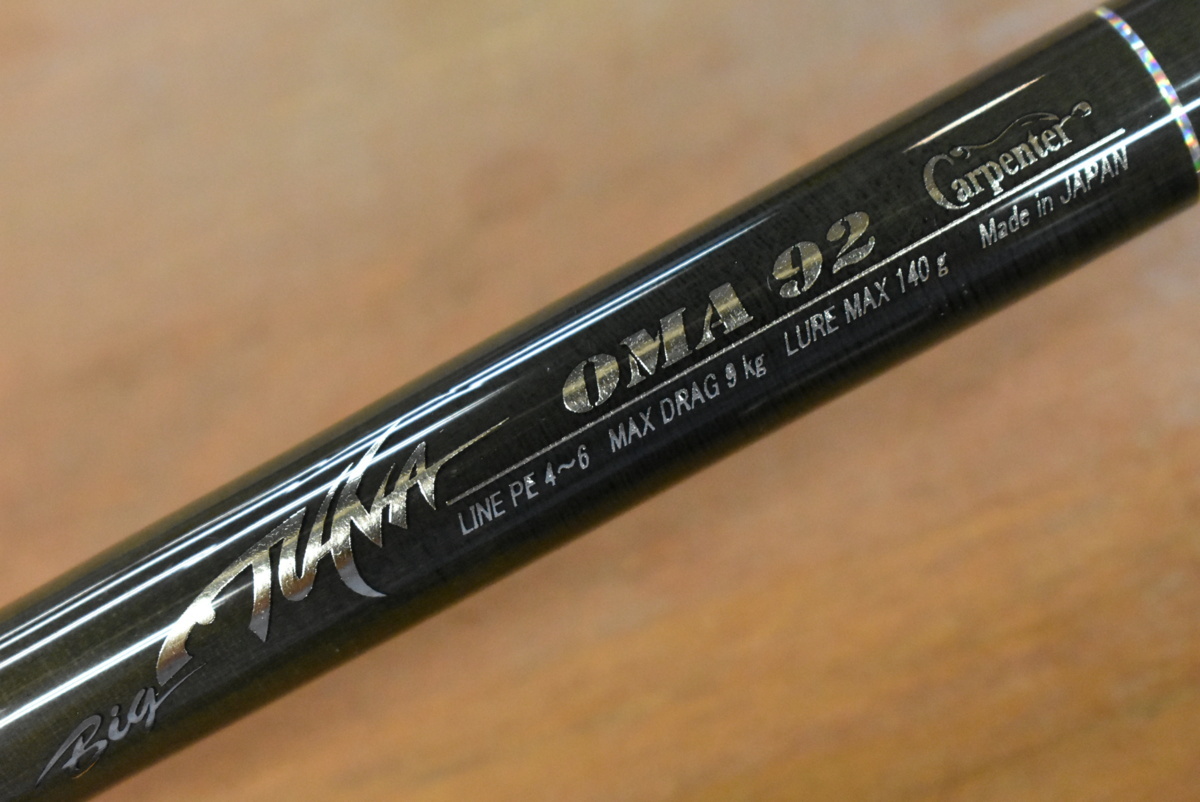 Big TUNA OMA 92 Carpenter
LINE PE 4~6 MAX DRAG 9 kg LURE MAX 140 g Made in JAPAN